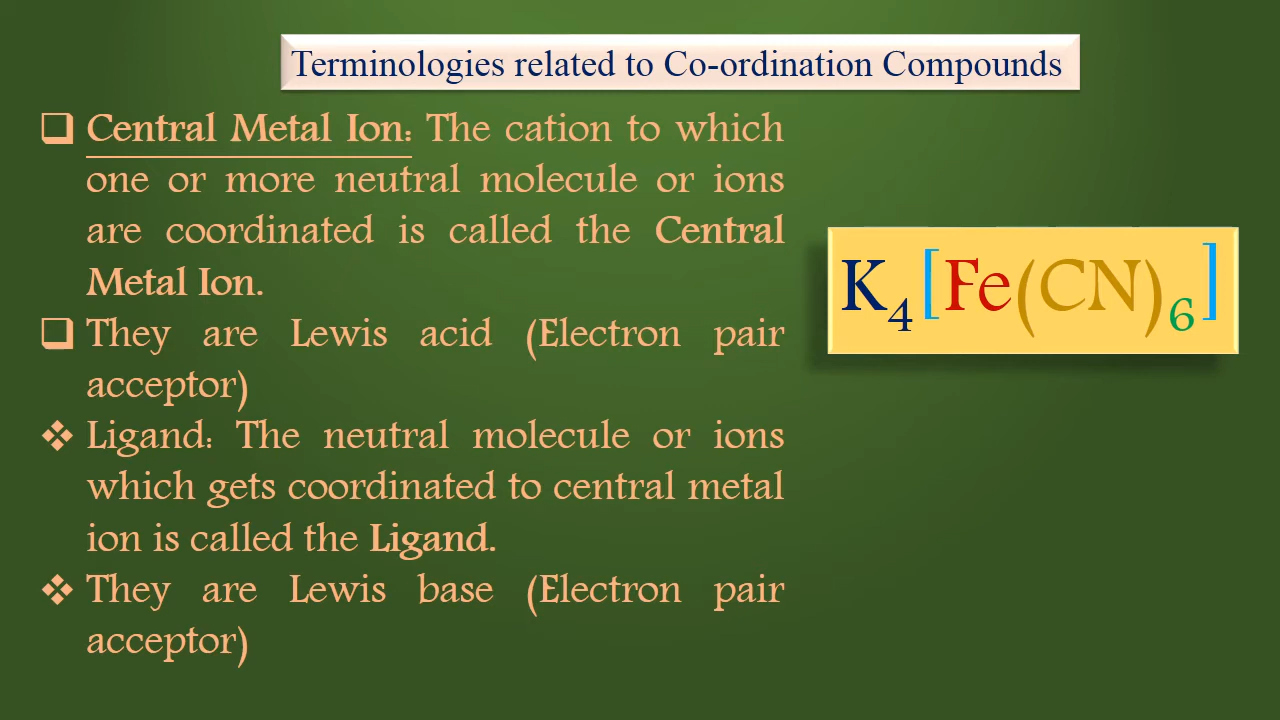 Terminologies related to Co-ordination Compounds
❑ Central Metal Ion: The cation to which
one or more neutral molecule or ions
are coordinated is called the Central
Metal Ion.
❑ They are Lewis acid (Electron pair
acceptor)
❖ Ligand: The neutral molecule or ions
which gets coordinated to central metal
ion is called the Ligand.
❖ They are Lewis base (Electron pair
acceptor)
K₄[Fe(CN)₆]